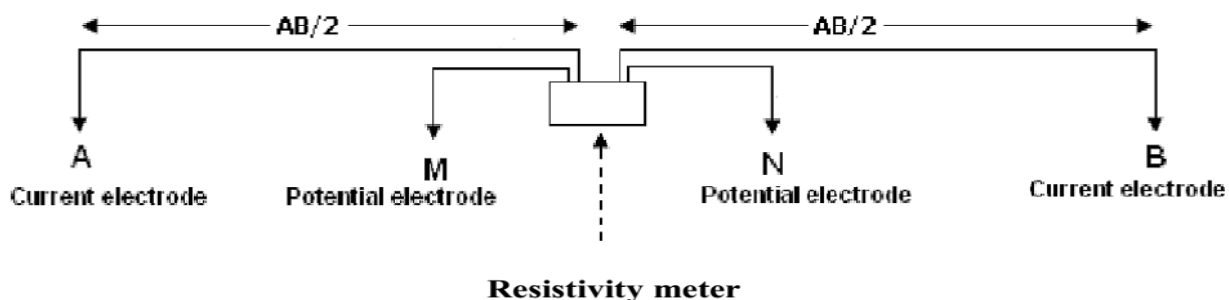 AB/2
AB/2
A
Current electrode
M
Potential electrode
N
Potential electrode
B
Current electrode
Resistivity meter